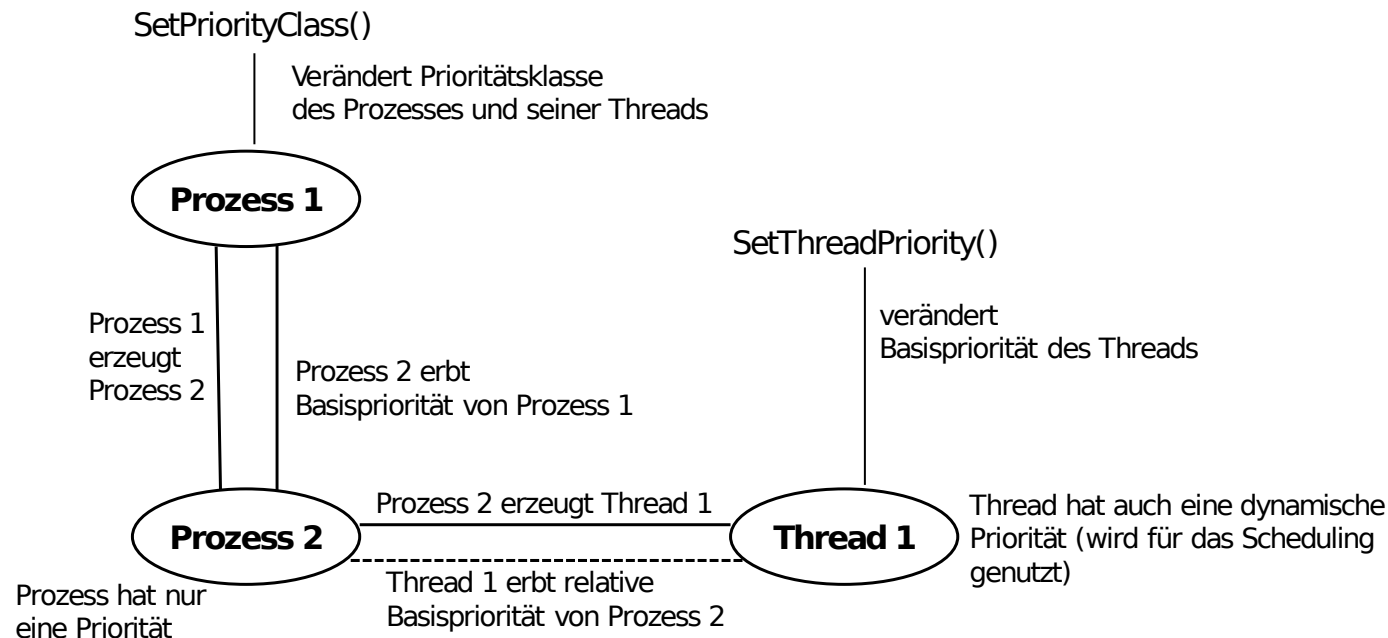 SetPriorityClass()
Verändert Prioritätsklasse
des Prozesses und seiner Threads
Prozess 1
SetThreadPriority()
verändert
Basispriorität des Threads
Prozess 1
erzeugt
Prozess 2
Prozess 2 erbt
Basispriorität von Prozess 1
Prozess 2 erzeugt Thread 1
Prozess 2
Thread 1
Thread hat auch eine dynamische
Priorität (wird für das Scheduling
genutzt)
Thread 1 erbt relative
Basispriorität von Prozess 2
Prozess hat nur
eine Priorität